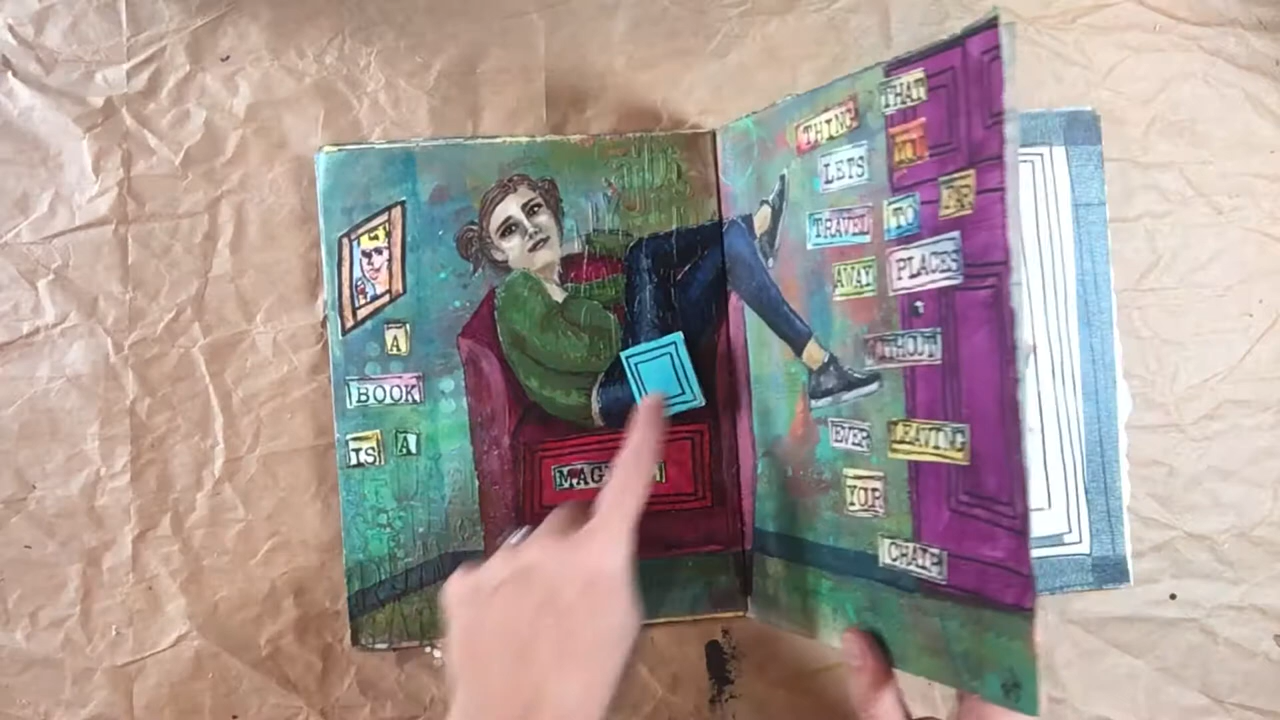 A
BOOK
IS A
THING THAT
LETS YOU
TRAVEL TO FAR
AWAY PLACES
WITHOUT
EVER LEAVING
YOUR
CHAIR